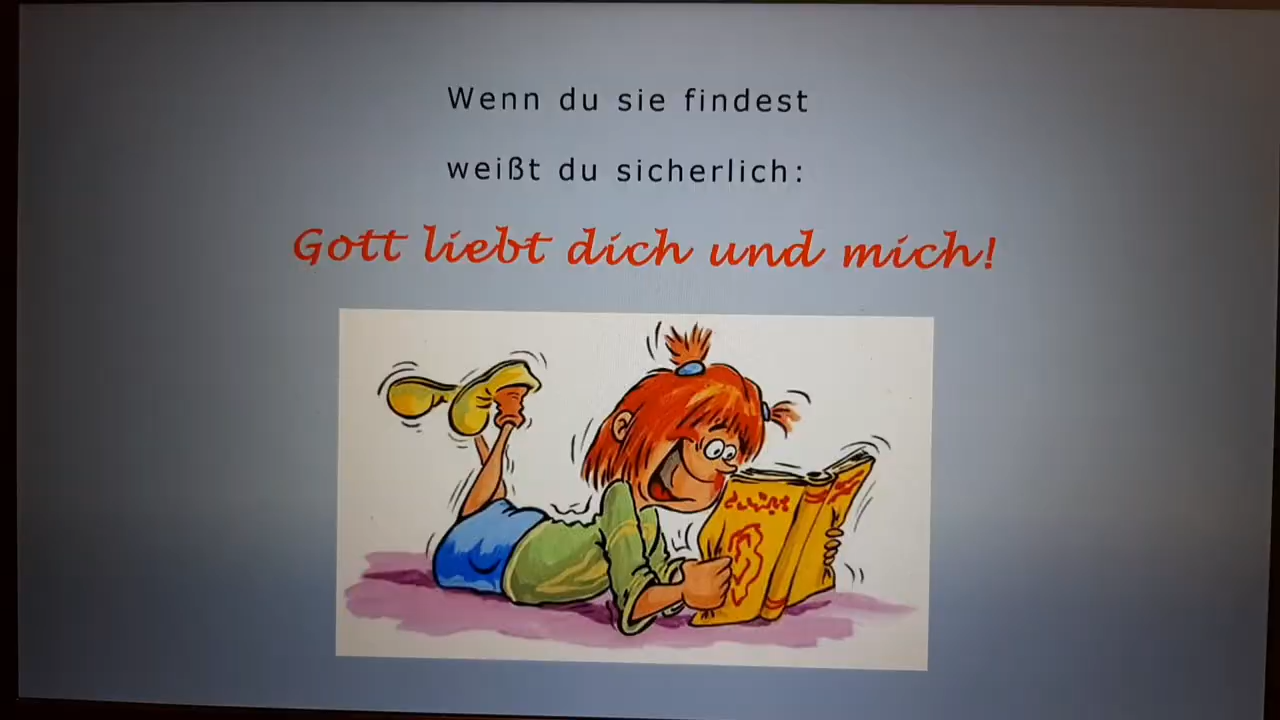 Wenn du sie findest
weißt du sicherlich:
Gott liebt dich und mich!